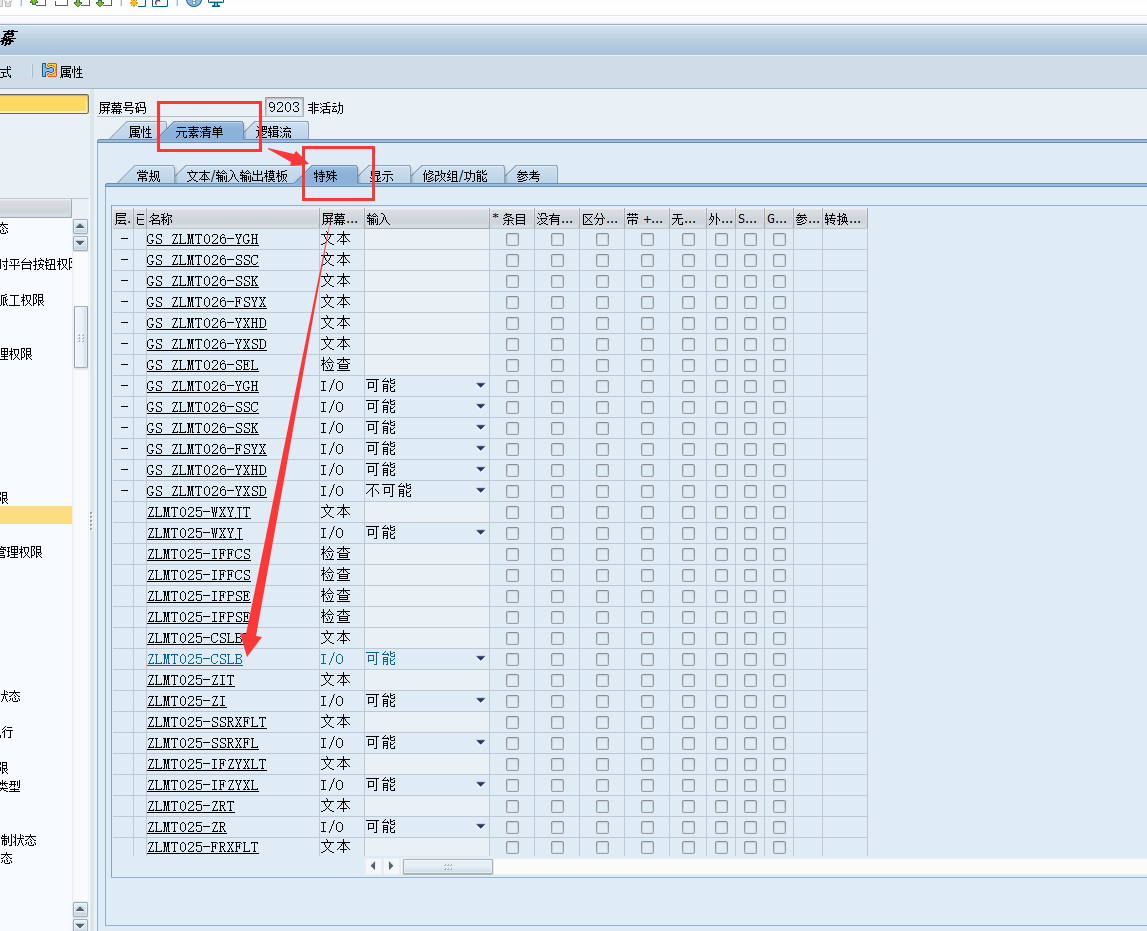 幕
式 属性
屏幕号码 9203 非活动
属性 元素清单 逻辑流
常规 文本/输入输出模板 特殊 显示 修改组/功能 参考
层. 名称 屏幕... 输入 * 条目 没有... 区分... 带 +... 无... 外... S... G... 参... 转换...
— GS_ZLMT026-YGH 文本
— GS_ZLMT026-SSC 文本
— GS_ZLMT026-SSK 文本
— GS_ZLMT026-FSYX 文本
— GS_ZLMT026-YXHD 文本
— GS_ZLMT026-YXSD 文本
— GS_ZLMT026-SEL 检查
— GS_ZLMT026-YGH I/O 可能
— GS_ZLMT026-SSC I/O 可能
— GS_ZLMT026-SSK I/O 可能
— GS_ZLMT026-FSYX I/O 可能
— GS_ZLMT026-YXHD I/O 可能
— GS_ZLMT026-YXSD I/O 不可能
ZLMT025-WXYJT 文本
ZLMT025-WXYJ I/O 可能
ZLMT025-IFFCS 检查
ZLMT025-IFFCS 检查
ZLMT025-IFPSE 检查
ZLMT025-IFPSE 检查
ZLMT025-CSLB 文本
ZLMT025-CSLB I/O 可能
ZLMT025-ZIT 文本
ZLMT025-ZI I/O 可能
ZLMT025-SSRXFLT 文本
ZLMT025-SSRXFL I/O 可能
ZLMT025-IFZYXLT 文本
ZLMT025-IFZYXL I/O 可能
ZLMT025-ZRT 文本
ZLMT025-ZR I/O 可能
ZLMT025-FRXFLT 文本
态
时平台按钮权限
派工权限
理权限
限
管理权限
状态
行
限
类型
制状态
态